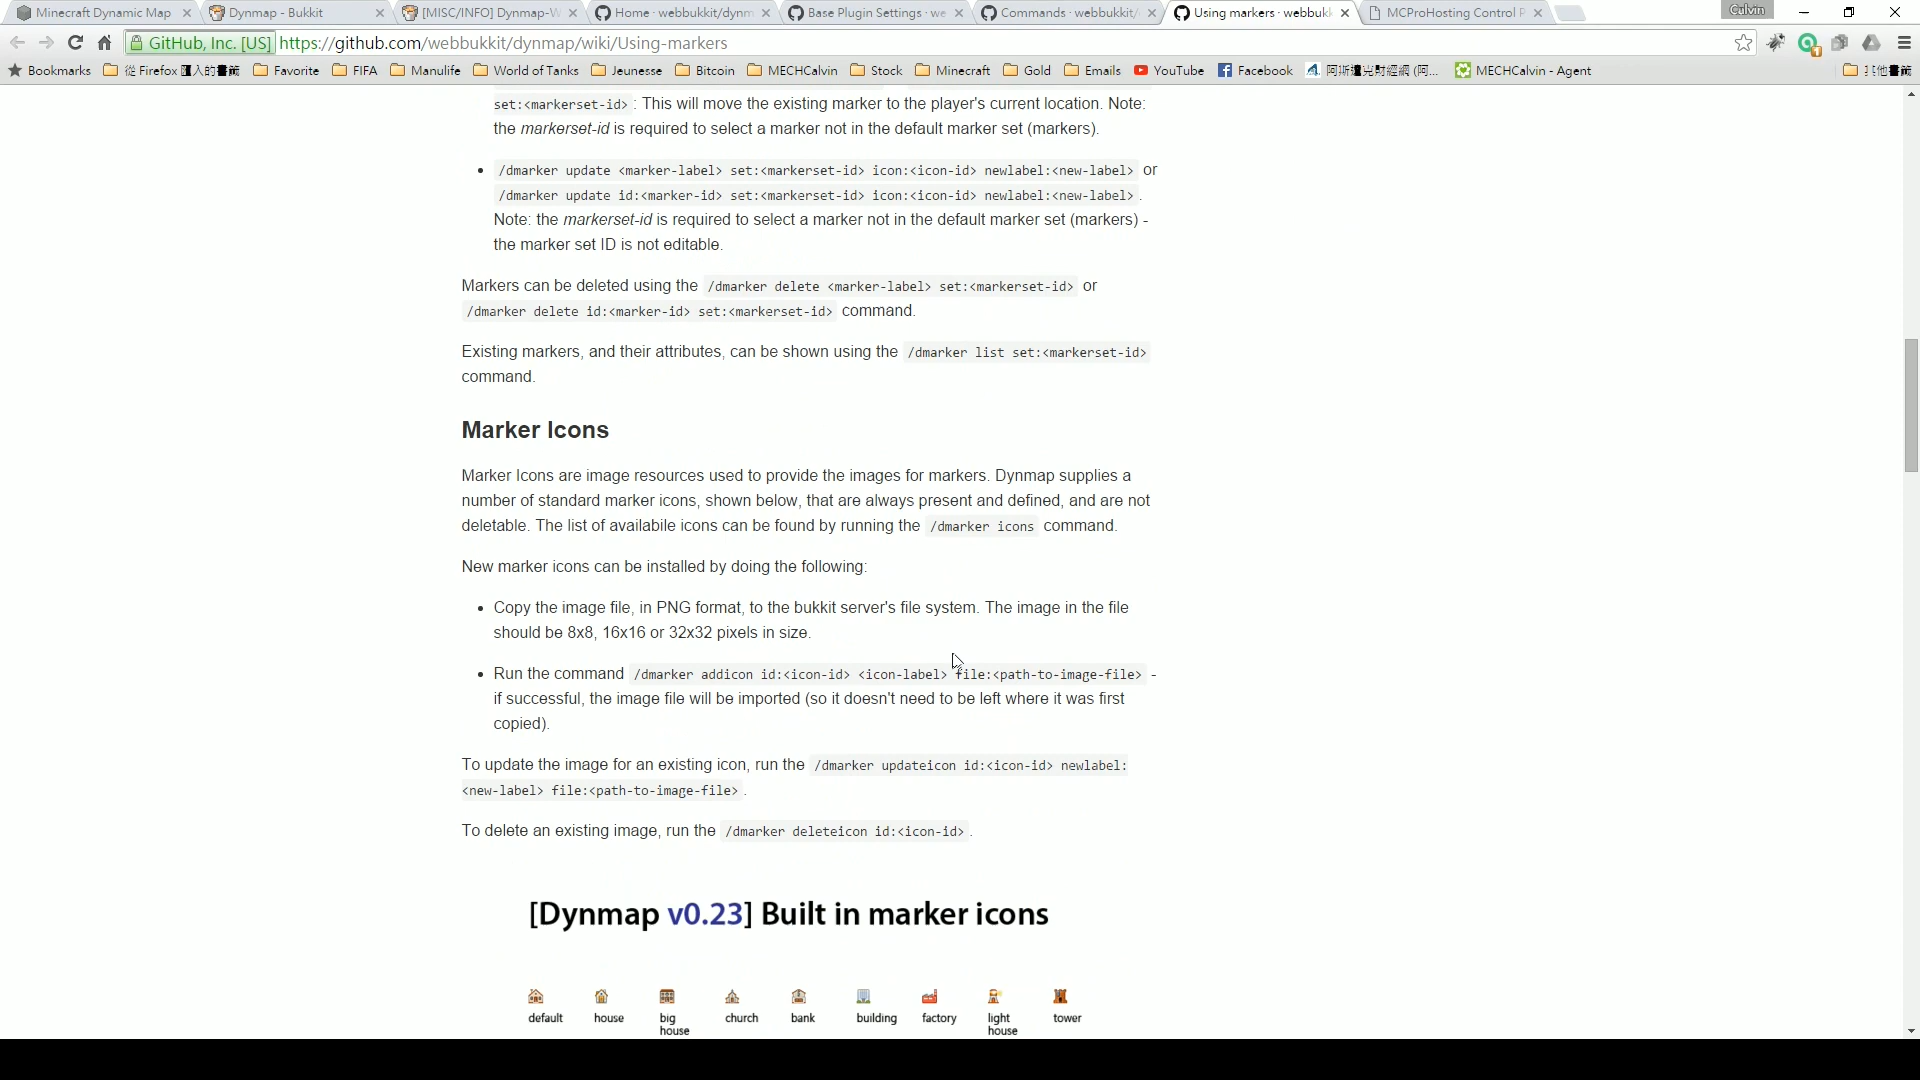 Minecraft Dynamic Map
Dynmap - Bukkit
[MISC/INFO] Dynmap-W
Home · webbukkit/dynm
Base Plugin Settings · we
Commands · webbukkit/
Using markers · webbukk
MCProHosting Control P
Calvin
GitHub, Inc. [US] https://github.com/webbukkit/dynmap/wiki/Using-markers
Bookmarks
從 Firefox 匯入的書籤
Favorite
FIFA
Manulife
World of Tanks
Jeunesse
Bitcoin
MECHCalvin
Stock
Minecraft
Gold
Emails
YouTube
Facebook
MECHCalvin - Agent
其他書籤
set:<markerset-id> : This will move the existing marker to the player's current location. Note:
the markerset-id is required to select a marker not in the default marker set (markers).
• /dmarker update <marker-label> set:<markerset-id> icon:<icon-id> newlabel:<new-label> or
/dmarker update id:<marker-id> set:<markerset-id> icon:<icon-id> newlabel:<new-label> .
Note: the markerset-id is required to select a marker not in the default marker set (markers) -
the marker set ID is not editable.
Markers can be deleted using the /dmarker delete <marker-label> set:<markerset-id> or
/dmarker delete id:<marker-id> set:<markerset-id> command.
Existing markers, and their attributes, can be shown using the /dmarker list set:<markerset-id>
command.
Marker Icons
Marker Icons are image resources used to provide the images for markers. Dynmap supplies a
number of standard marker icons, shown below, that are always present and defined, and are not
deletable. The list of availabile icons can be found by running the /dmarker icons command.
New marker icons can be installed by doing the following:
• Copy the image file, in PNG format, to the bukkit server's file system. The image in the file
should be 8x8, 16x16 or 32x32 pixels in size.
• Run the command /dmarker addicon id:<icon-id> <icon-label> file:<path-to-image-file> -
if successful, the image file will be imported (so it doesn't need to be left where it was first
copied).
To update the image for an existing icon, run the /dmarker updateicon id:<icon-id> newlabel:
<new-label> file:<path-to-image-file> .
To delete an existing image, run the /dmarker deleteicon id:<icon-id> .
[Dynmap v0.23] Built in marker icons
default
house
big
house
church
bank
building
factory
light
house
tower